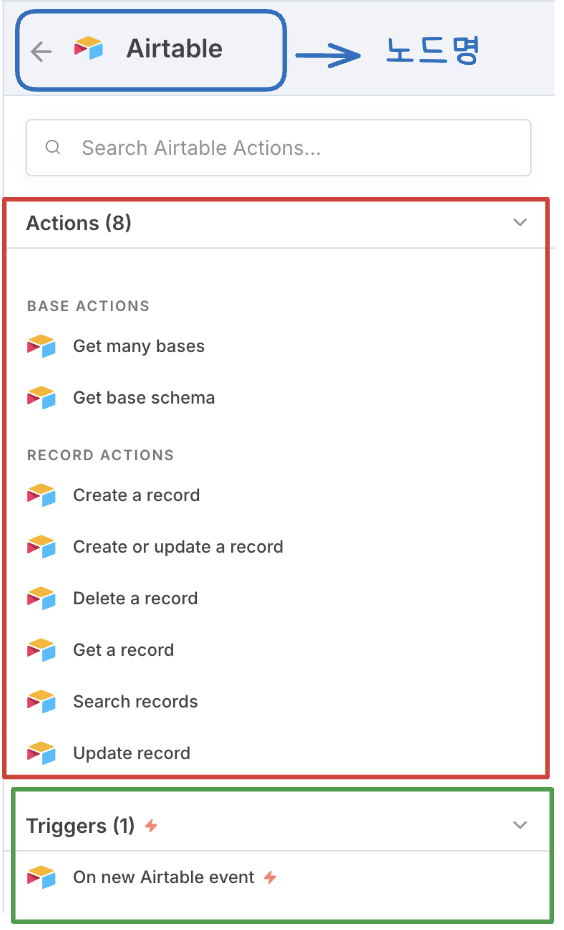 Airtable → 노드명
Search Airtable Actions...
Actions (8)
BASE ACTIONS
Get many bases
Get base schema
RECORD ACTIONS
Create a record
Create or update a record
Delete a record
Get a record
Search records
Update record
Triggers (1)
On new Airtable event